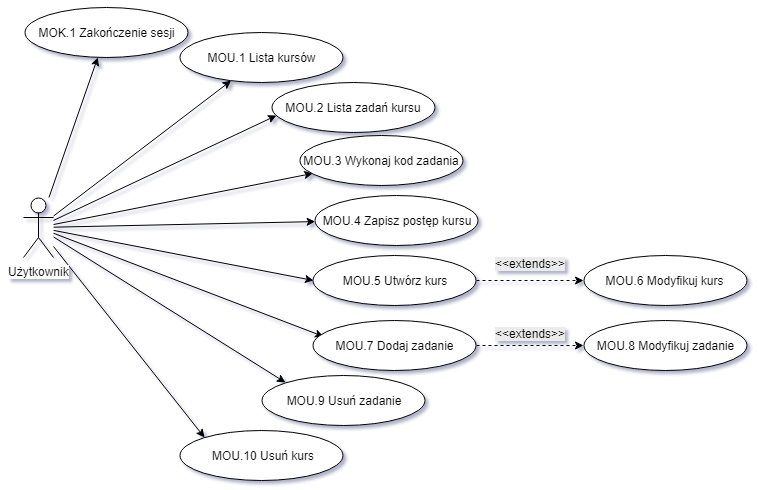 MOK.1 Zakończenie sesji
MOU.1 Lista kursów
MOU.2 Lista zadań kursu
MOU.3 Wykonaj kod zadania
MOU.4 Zapisz postęp kursu
Użytkownik
<<extends>>
MOU.5 Utwórz kurs
MOU.6 Modyfikuj kurs
<<extends>>
MOU.7 Dodaj zadanie
MOU.8 Modyfikuj zadanie
MOU.9 Usuń zadanie
MOU.10 Usuń kurs